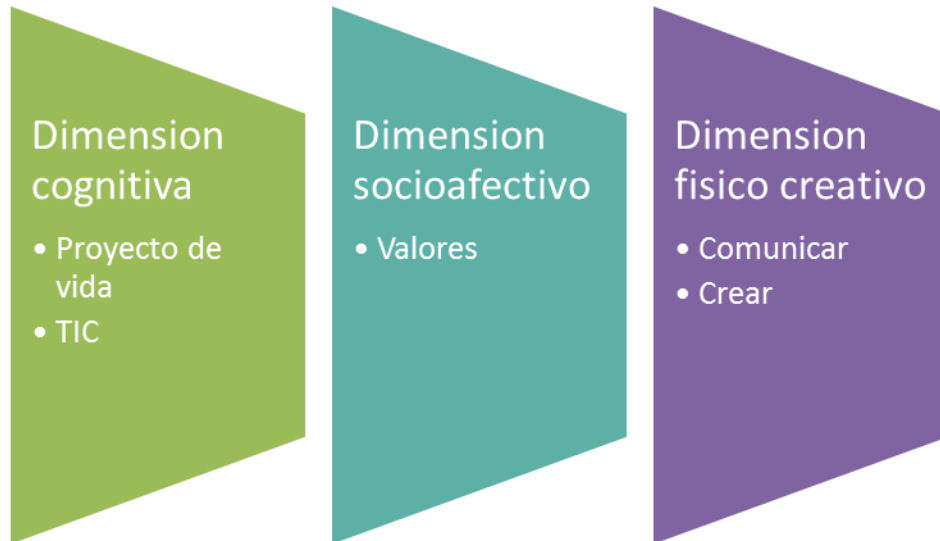 Dimension
cognitiva
• Proyecto de
vida
• TIC
Dimension
socioafectivo
• Valores
Dimension
fisico creativo
• Comunicar
• Crear